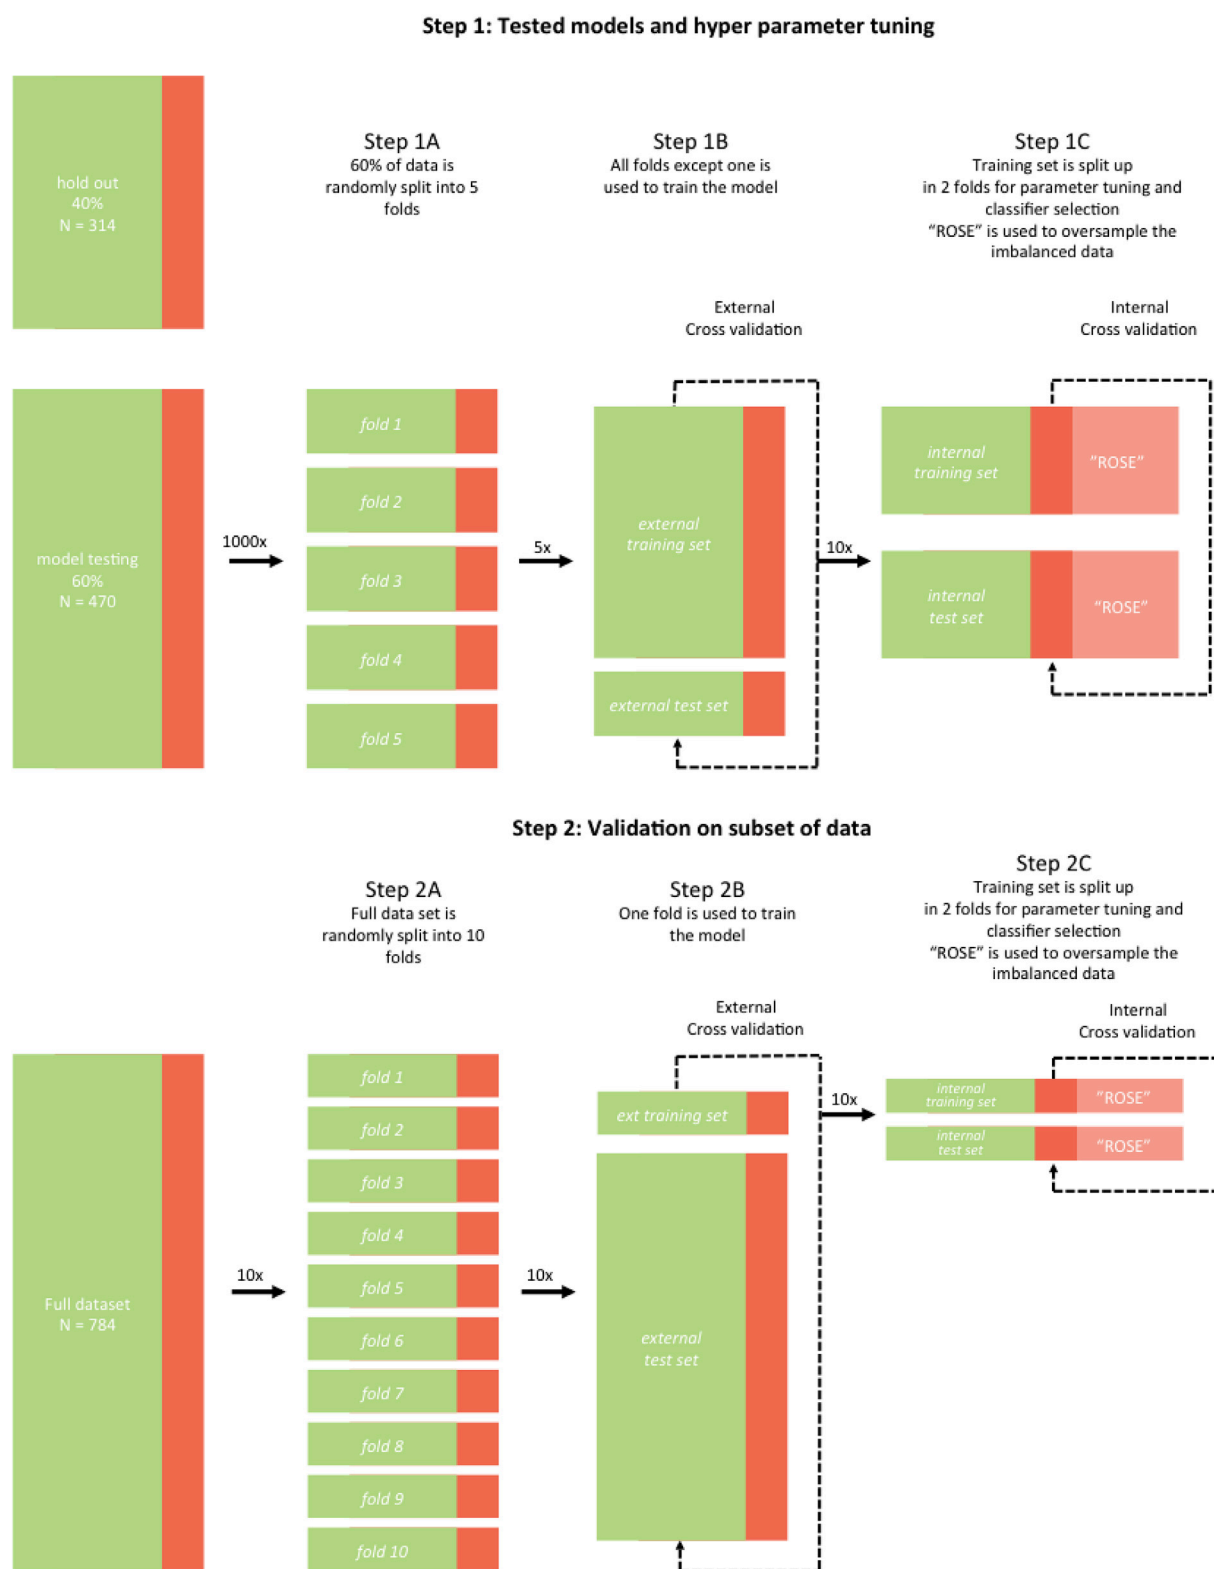 Step 1: Tested models and hyper parameter tuning
hold out
40%
N = 314
Step 1A
60% of data is
randomly split into 5
folds
Step 1B
All folds except one is
used to train the model
Step 1C
Training set is split up
in 2 folds for parameter tuning and
classifier selection
"ROSE" is used to oversample the
imbalanced data
External
Cross validation
Internal
Cross validation
model testing
60%
N = 470
1000x
fold 1
fold 2
fold 3
fold 4
fold 5
5x
external
training set
external test set
10x
internal
training set
"ROSE"
internal
test set
"ROSE"
Step 2: Validation on subset of data
Step 2A
Full data set is
randomly split into 10
folds
Step 2B
One fold is used to train
the model
Step 2C
Training set is split up
in 2 folds for parameter tuning and
classifier selection
"ROSE" is used to oversample the
imbalanced data
External
Cross validation
Internal
Cross validation
Full dataset
N = 784
10x
fold 1
fold 2
fold 3
fold 4
fold 5
fold 6
fold 7
fold 8
fold 9
fold 10
10x
ext training set
external
test set
10x
internal
training set
"ROSE"
internal
test set
"ROSE"